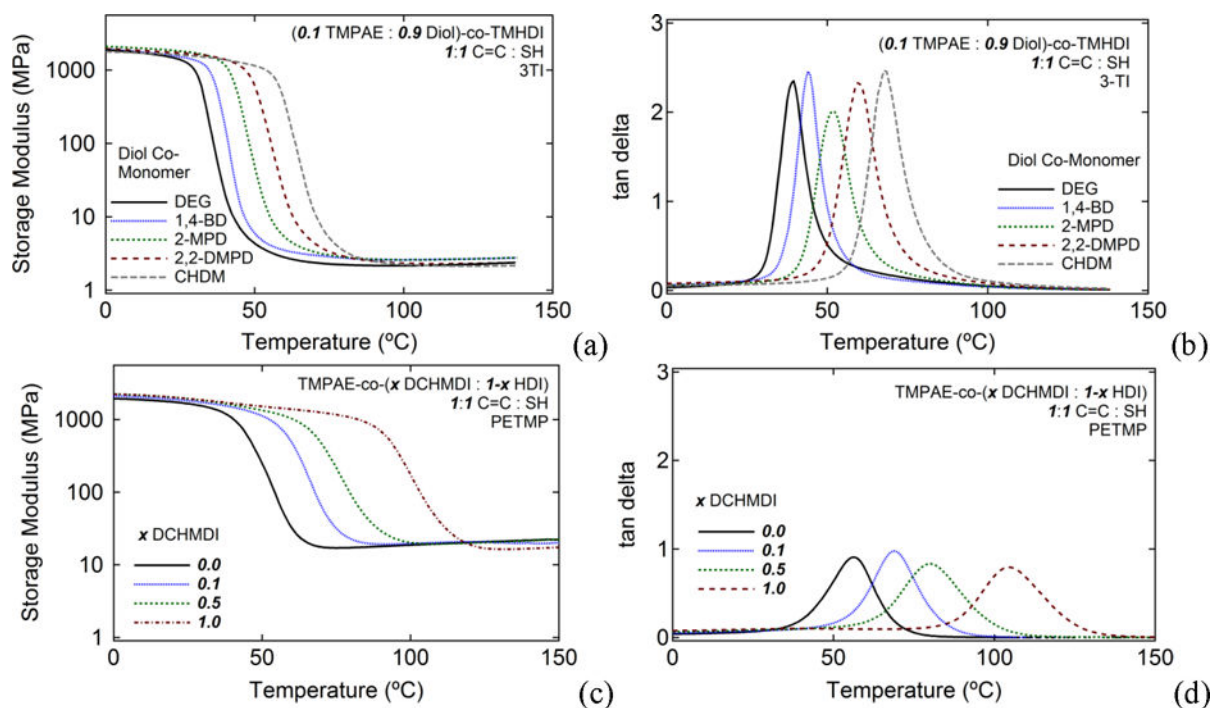 (0.1 TMPAE : 0.9 Diol)-co-TMHDI
1:1 C=C : SH
3TI
Storage Modulus (MPa)
1000
100
10
1
Diol Co-
Monomer
DEG
1,4-BD
2-MPD
2,2-DMPD
CHDM
0
50
100
150
Temperature (ºC)
(a)
(0.1 TMPAE : 0.9 Diol)-co-TMHDI
1:1 C=C : SH
3-TI
tan delta
3
2
1
0
Diol Co-Monomer
DEG
1,4-BD
2-MPD
2,2-DMPD
CHDM
0
50
100
150
Temperature (ºC)
(b)
TMPAE-co-(x DCHMDI : 1-x HDI)
1:1 C=C : SH
PETMP
Storage Modulus (MPa)
1000
100
10
1
x DCHMDI
0.0
0.1
0.5
1.0
0
50
100
150
Temperature (ºC)
(c)
TMPAE-co-(x DCHMDI : 1-x HDI)
1:1 C=C : SH
PETMP
tan delta
3
2
1
0
x DCHMDI
0.0
0.1
0.5
1.0
0
50
100
150
Temperature (ºC)
(d)